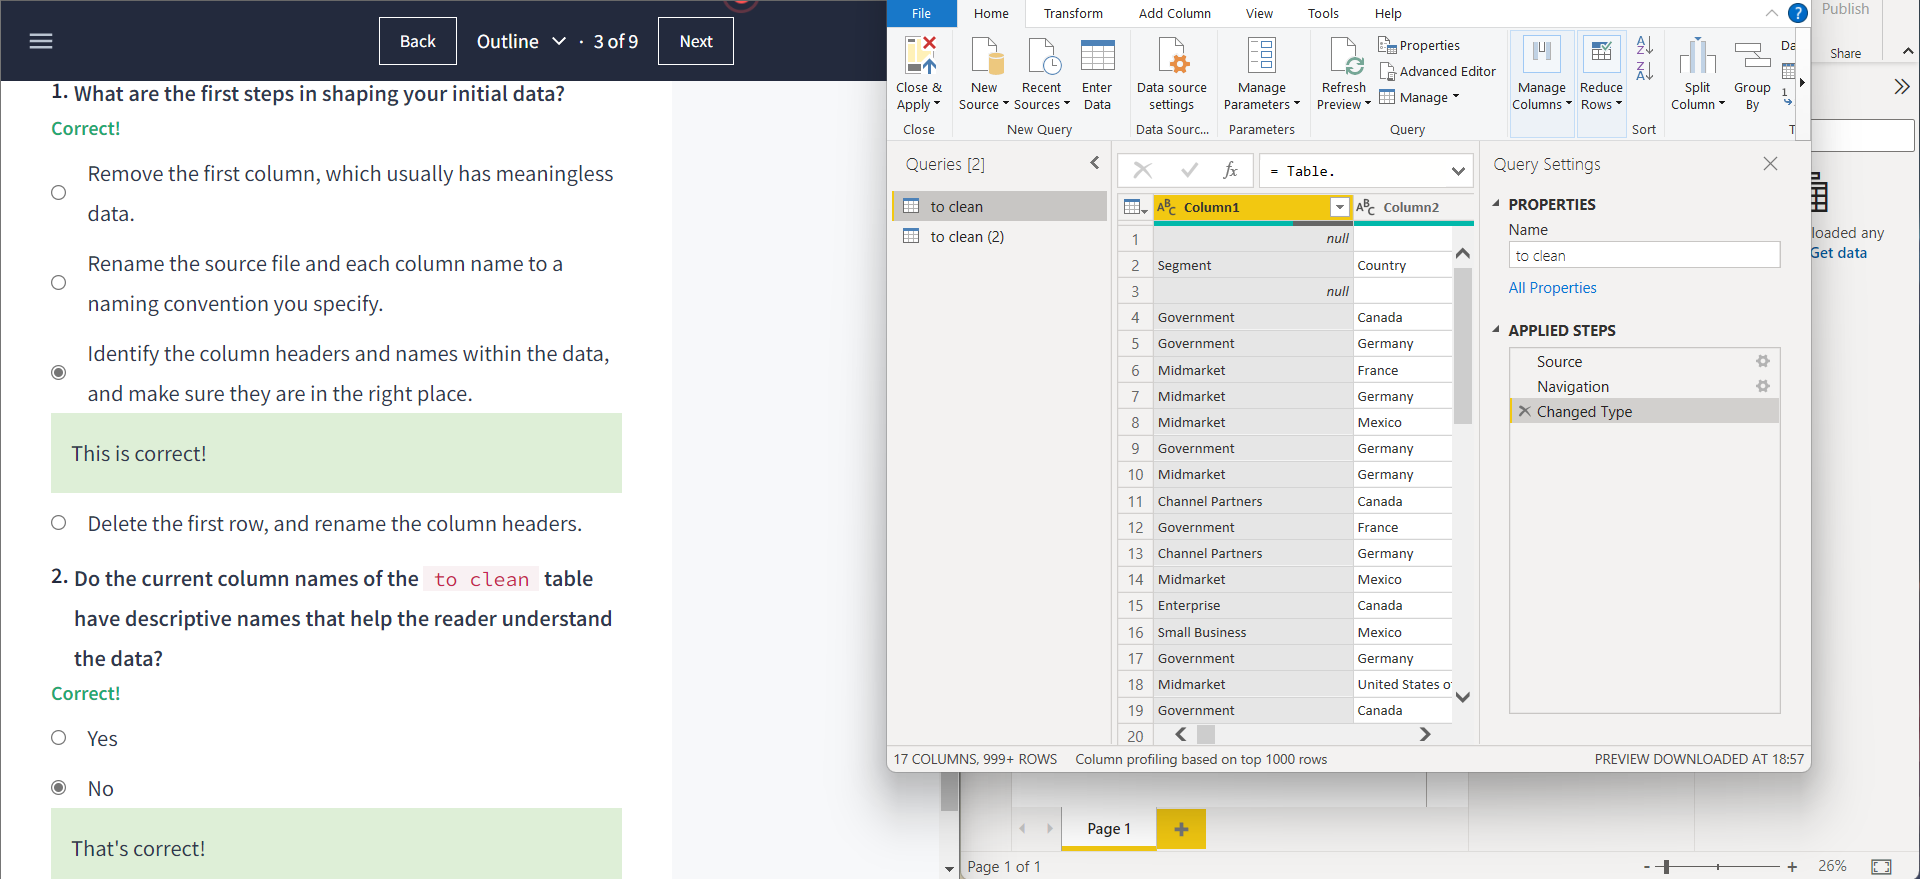 Back
Outline
· 3 of 9
Next
1. What are the first steps in shaping your initial data?
Correct!
Remove the first column, which usually has meaningless
data.
Rename the source file and each column name to a
naming convention you specify.
Identify the column headers and names within the data,
and make sure they are in the right place.
This is correct!
Delete the first row, and rename the column headers.
2. Do the current column names of the to clean table
have descriptive names that help the reader understand
the data?
Correct!
Yes
No
That's correct!
File
Home
Transform
Add Column
View
Tools
Help
?
Close &
Apply
Close
New
Source
Recent
Sources
Enter
Data
New Query
Data source
settings
Data Sourc...
Manage
Parameters
Parameters
Refresh
Preview
Properties
Advanced Editor
Manage
Query
Manage
Columns
Reduce
Rows
Sort
Split
Column
Group
By
Da
Publish
Share
Queries [2]
to clean
to clean (2)
fx
= Table.
ABC Column1
ABC Column2
1 null
2 Segment Country
3 null
4 Government Canada
5 Government Germany
6 Midmarket France
7 Midmarket Germany
8 Midmarket Mexico
9 Government Germany
10 Midmarket Germany
11 Channel Partners Canada
12 Government France
13 Channel Partners Germany
14 Midmarket Mexico
15 Enterprise Canada
16 Small Business Mexico
17 Government Germany
18 Midmarket United States o
19 Government Canada
20
Query Settings
PROPERTIES
Name
to clean
All Properties
APPLIED STEPS
Source
Navigation
Changed Type
17 COLUMNS, 999+ ROWS
Column profiling based on top 1000 rows
PREVIEW DOWNLOADED AT 18:57
loaded any
Get data
Page 1
+
Page 1 of 1
- + 26%